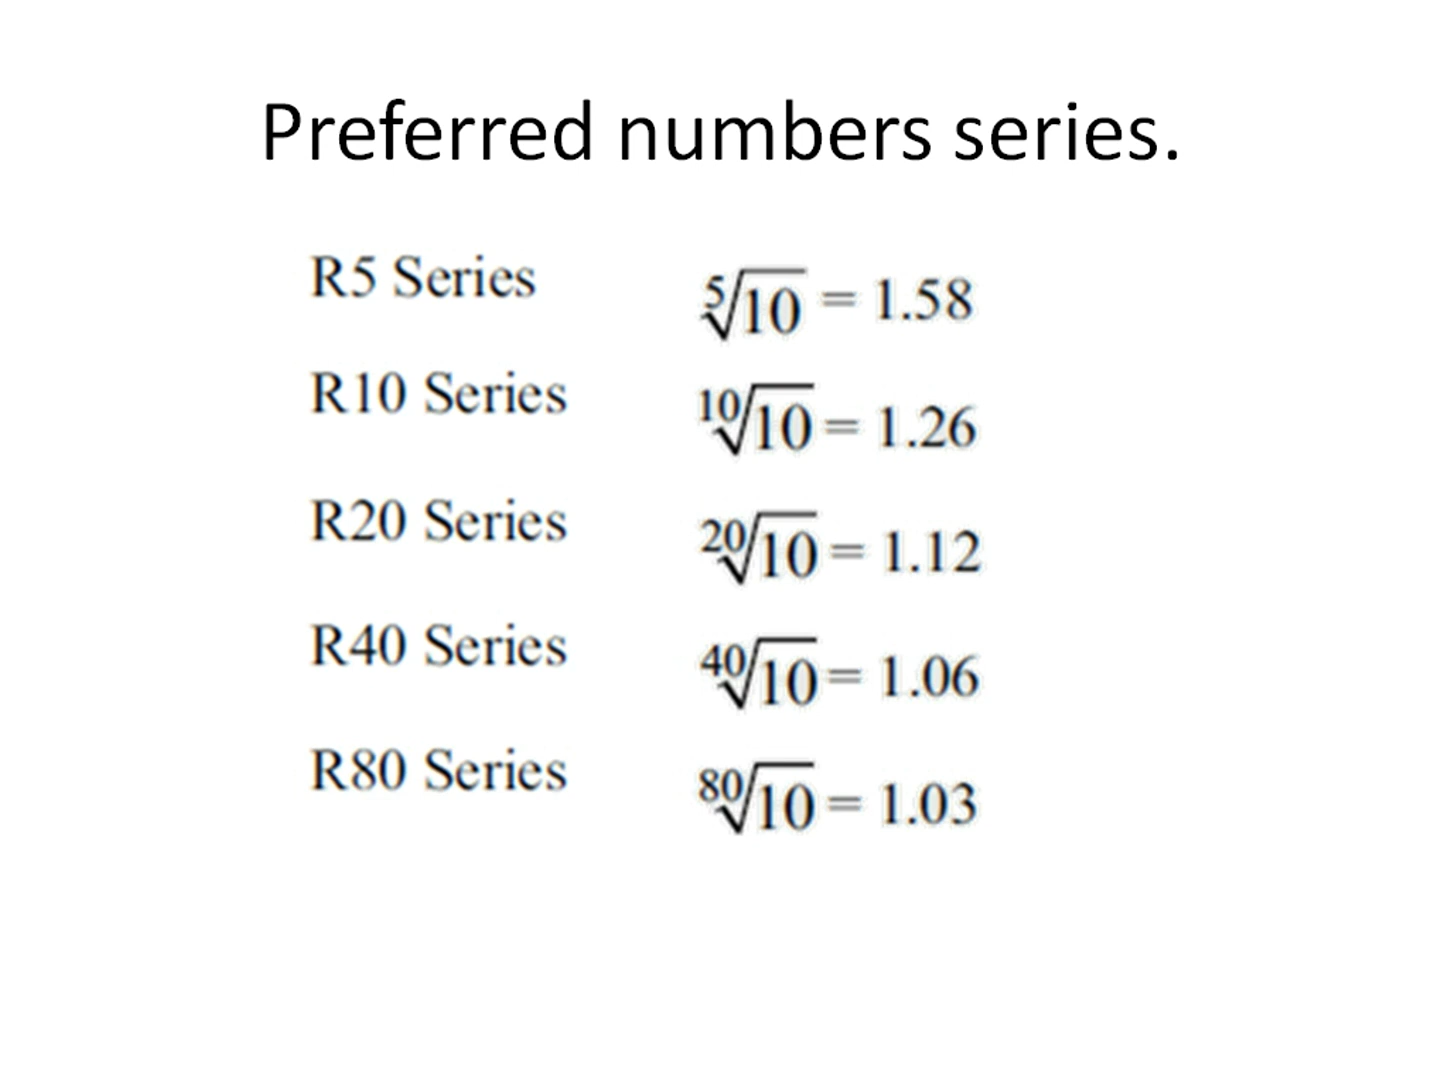 Preferred numbers series.
R5 Series ⁵√10 = 1.58
R10 Series ¹⁰√10 = 1.26
R20 Series ²⁰√10 = 1.12
R40 Series ⁴⁰√10 = 1.06
R80 Series ⁸⁰√10 = 1.03